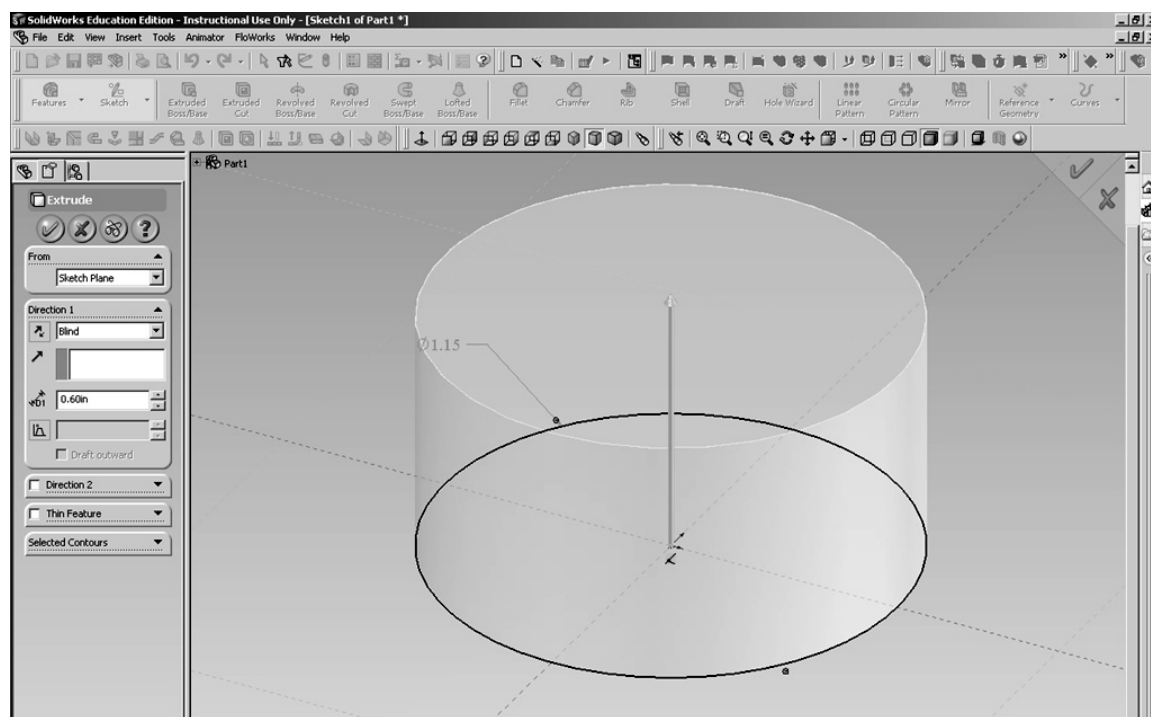 SolidWorks Education Edition - Instructional Use Only - [Sketch1 of Part1 *]
File Edit View Insert Tools Animator FloWorks Window Help
Features Sketch Extruded Boss/Base Extruded Cut Revolved Boss/Base Revolved Cut Swept Boss/Base Lofted Boss/Base Fillet Chamfer Rib Shell Draft Hole Wizard Linear Pattern Circular Pattern Mirror Reference Geometry Curves
Part1
Extrude
From
Sketch Plane
Direction 1
Blind
Ø1.15
D1 0.60in
Draft outward
Direction 2
Thin Feature
Selected Contours